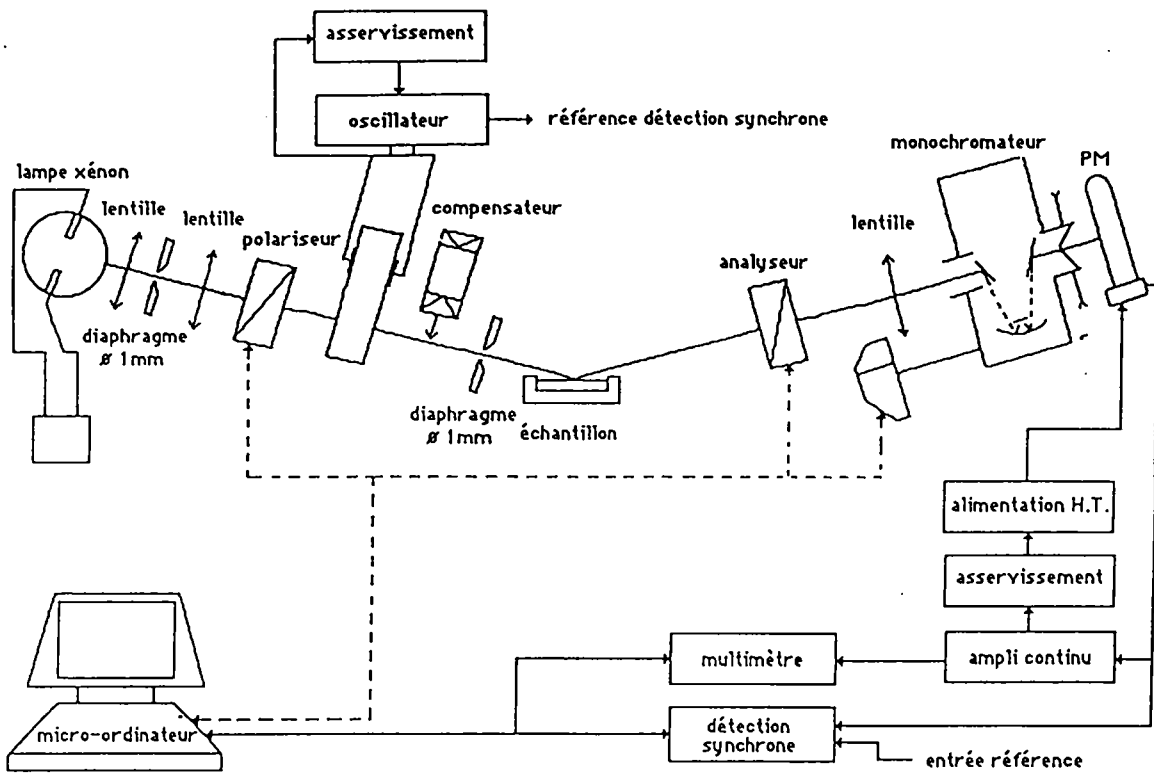 asservissement
oscillateur
référence détection synchrone
monochromateur
PM
lampe xénon
lentille
lentille
polariseur
compensateur
lentille
analyseur
diaphragme
ø 1mm
diaphragme
ø 1mm
échantillon
alimentation H.T.
asservissement
multimètre
ampli continu
micro-ordinateur
détection
synchrone
entrée référence